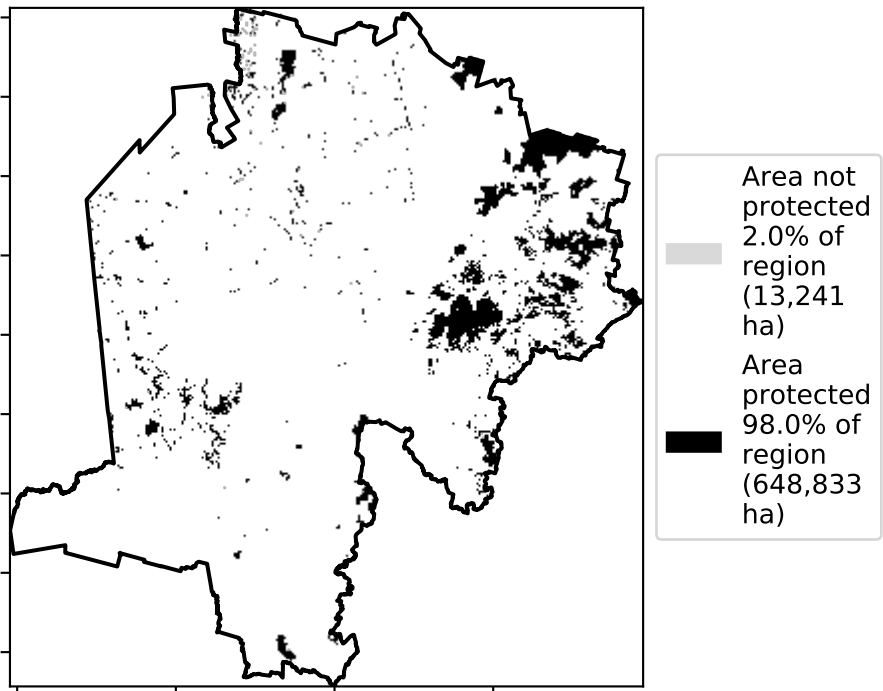 Area not
protected
2.0% of
region
(13,241
ha)
Area
protected
98.0% of
region
(648,833
ha)